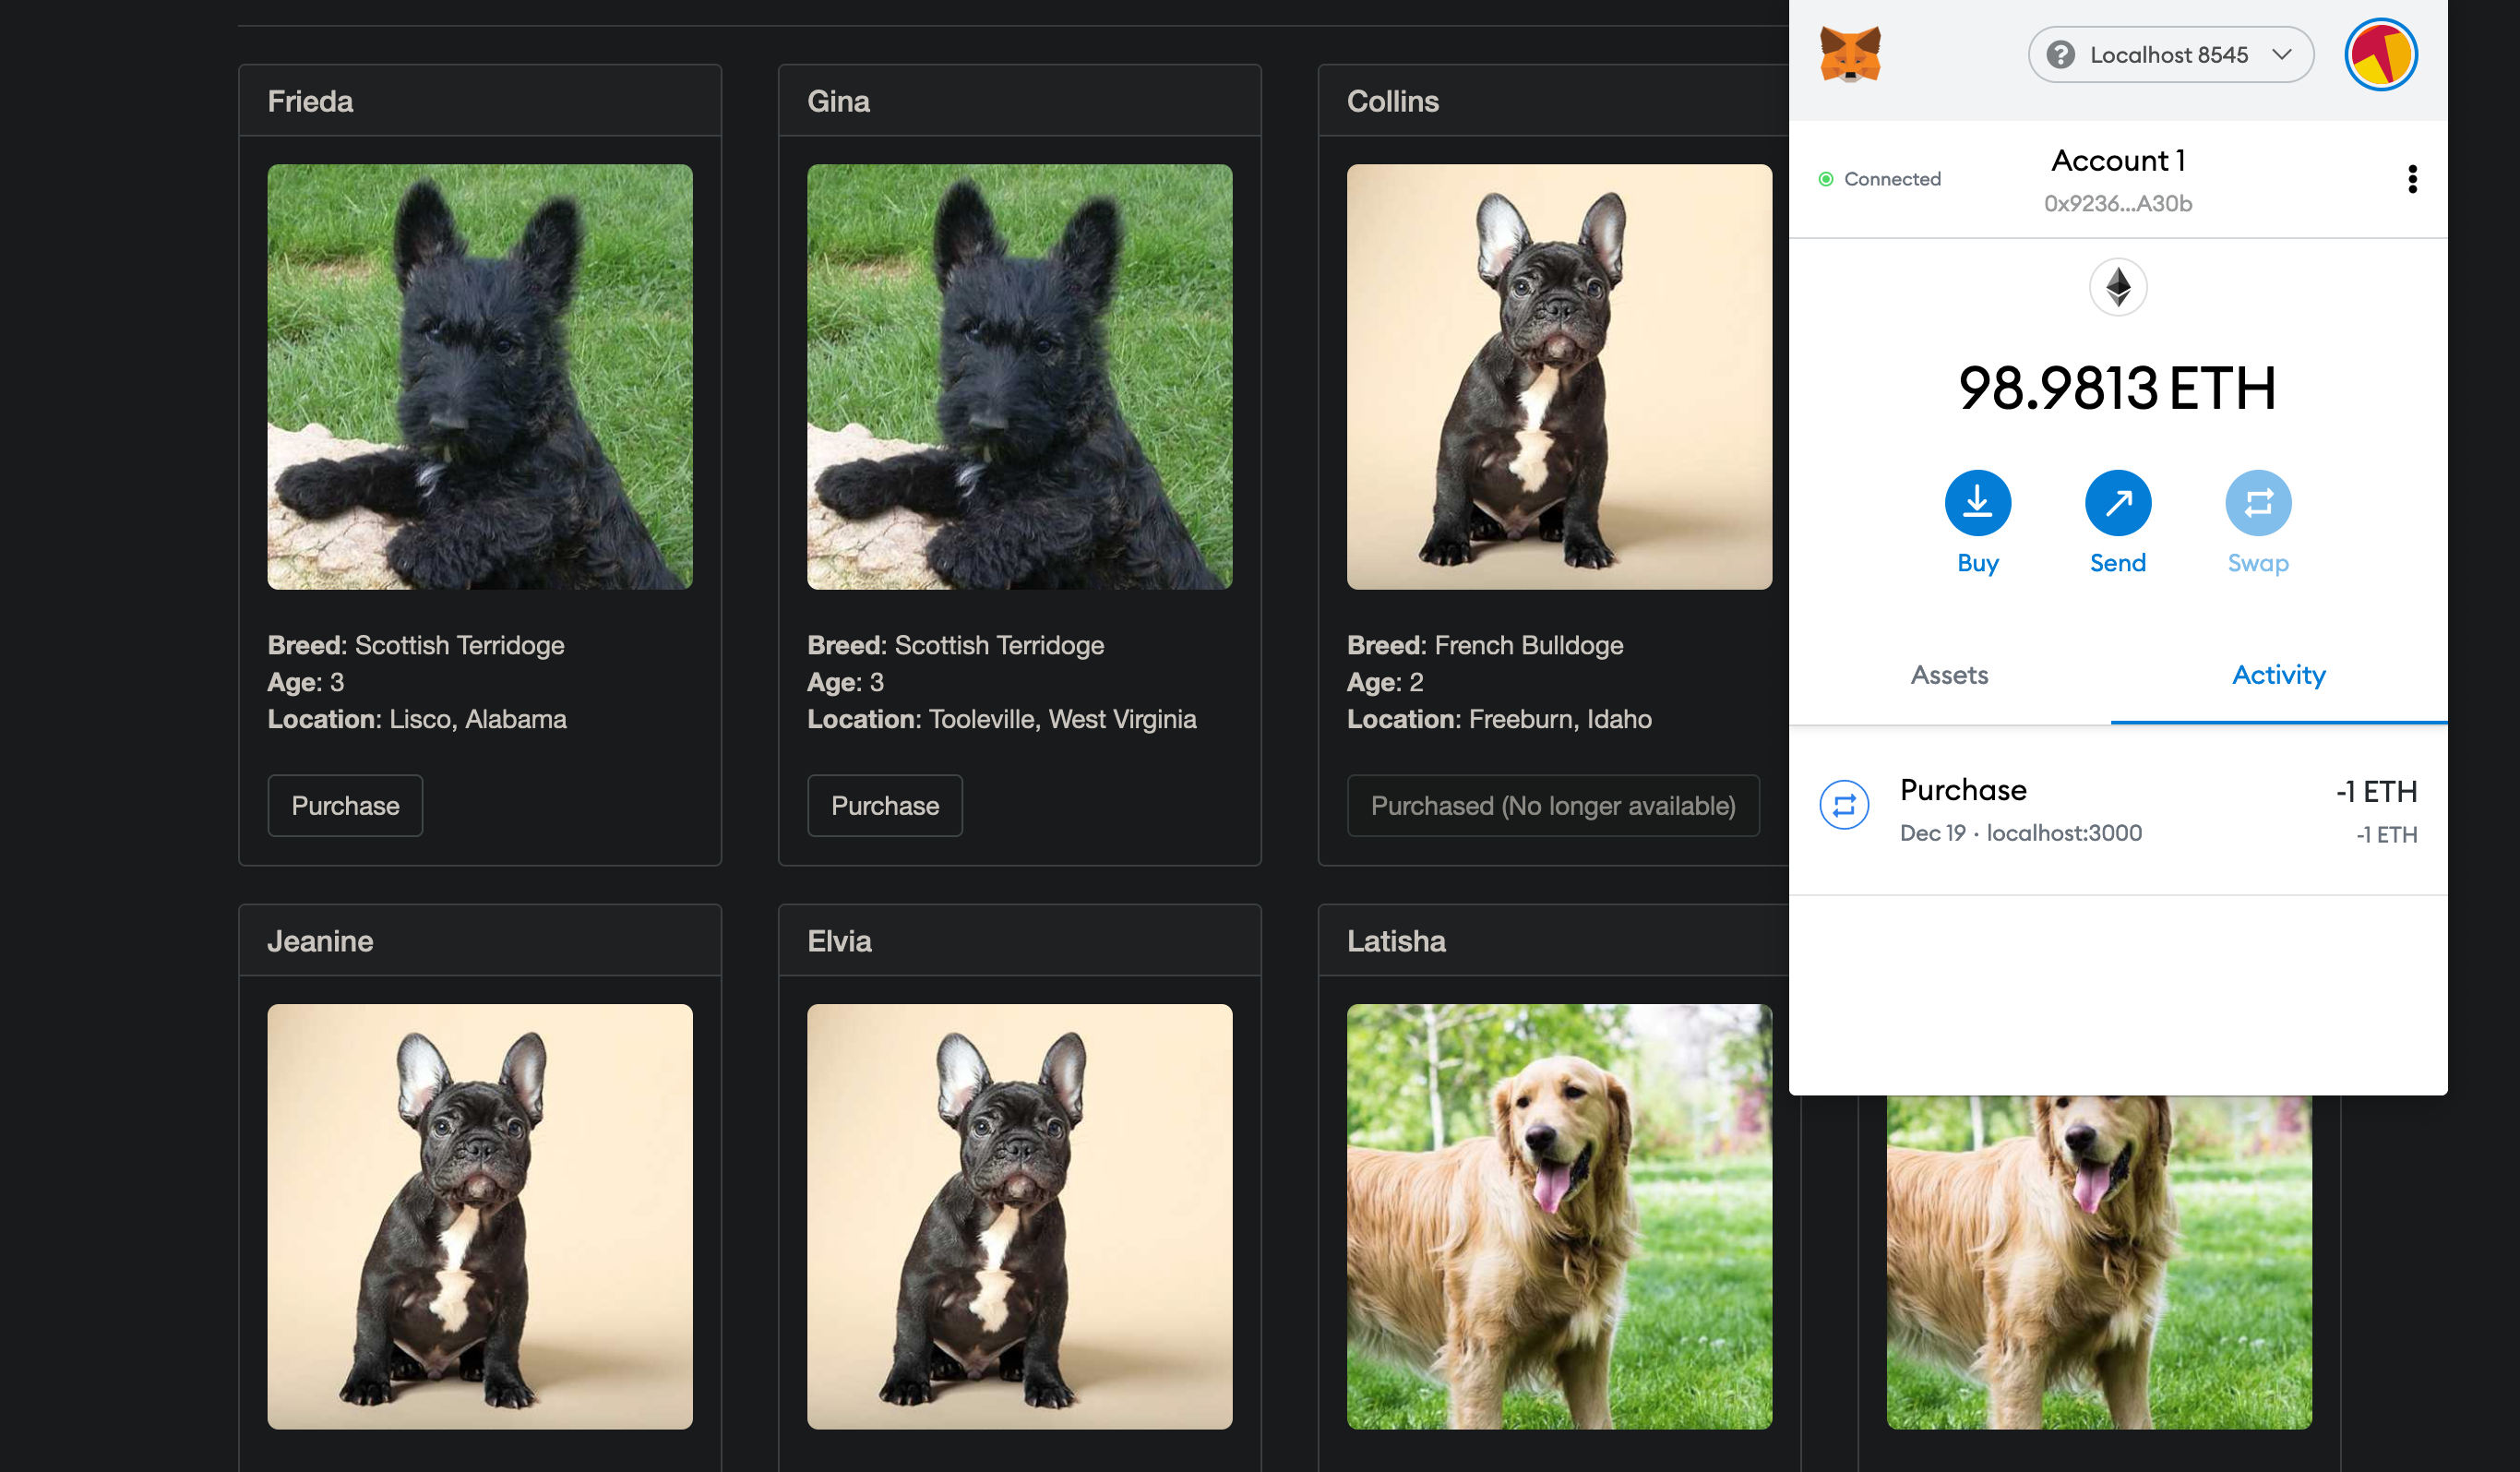 Frieda
Breed: Scottish Terridoge
Age: 3
Location: Lisco, Alabama
Purchase
Gina
Breed: Scottish Terridoge
Age: 3
Location: Tooleville, West Virginia
Purchase
Collins
Breed: French Bulldoge
Age: 2
Location: Freeburn, Idaho
Purchased (No longer available)
Jeanine
Elvia
Latisha
? Localhost 8545
Connected
Account 1
0x9236...A30b
98.9813 ETH
Buy
Send
Swap
Assets
Activity
Purchase
-1 ETH
Dec 19 · localhost:3000
-1 ETH